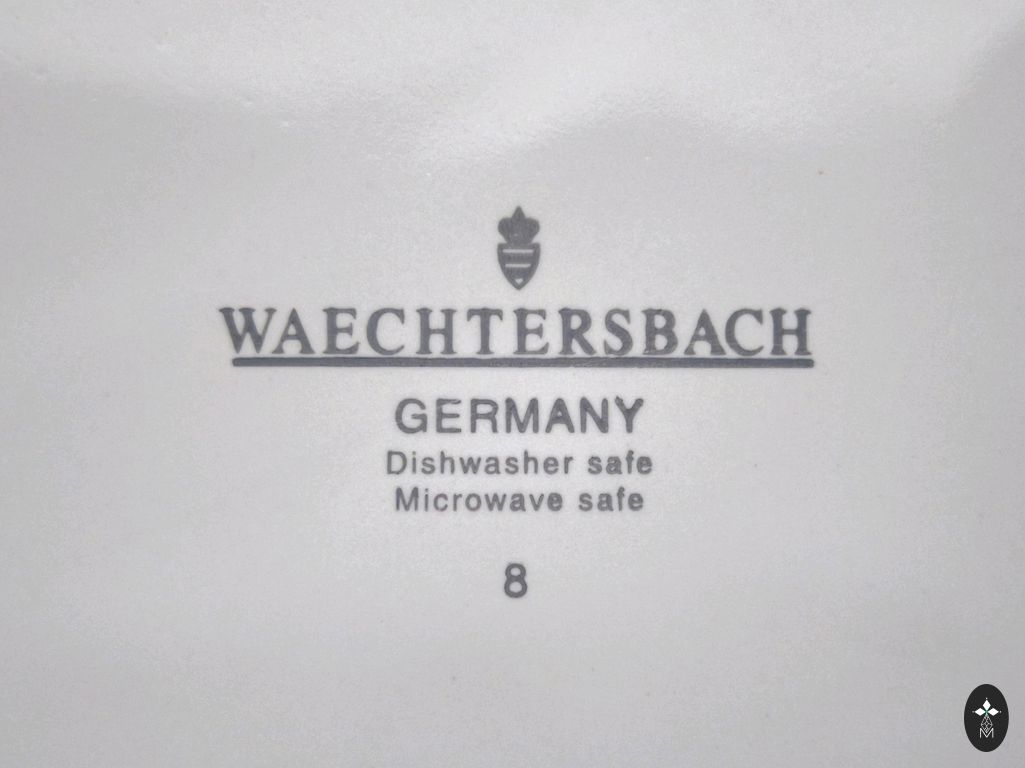 WAECHTERSBACH
GERMANY
Dishwasher safe
Microwave safe
8
M